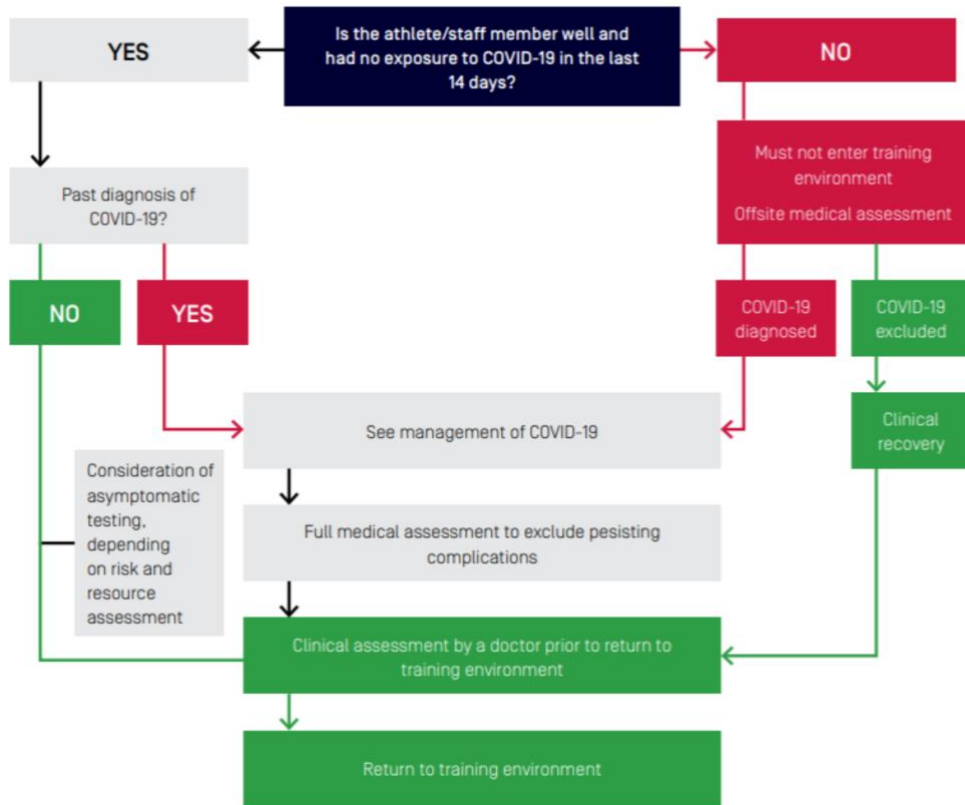 Is the athlete/staff member well and
had no exposure to COVID-19 in the last
14 days?
YES
NO
Past diagnosis of
COVID-19?
Must not enter training
environment
Offsite medical assessment
NO
YES
COVID-19
diagnosed
COVID-19
excluded
See management of COVID-19
Clinical
recovery
Consideration of
asymptomatic
testing,
depending
on risk and
resource
assessment
Full medical assessment to exclude pesisting
complications
Clinical assessment by a doctor prior to return to
training environment
Return to training environment